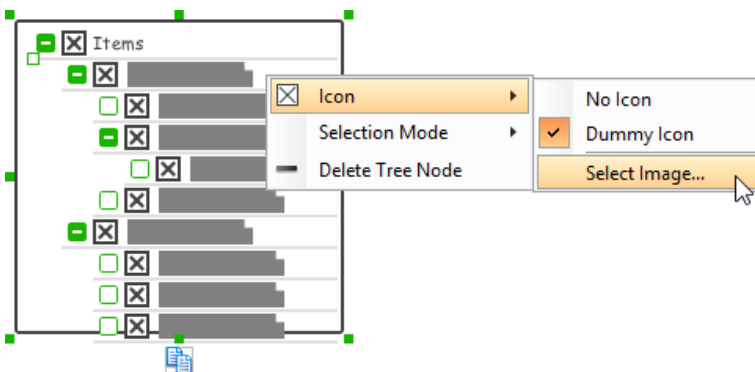 Items
Icon
Selection Mode
Delete Tree Node
No Icon
Dummy Icon
Select Image...